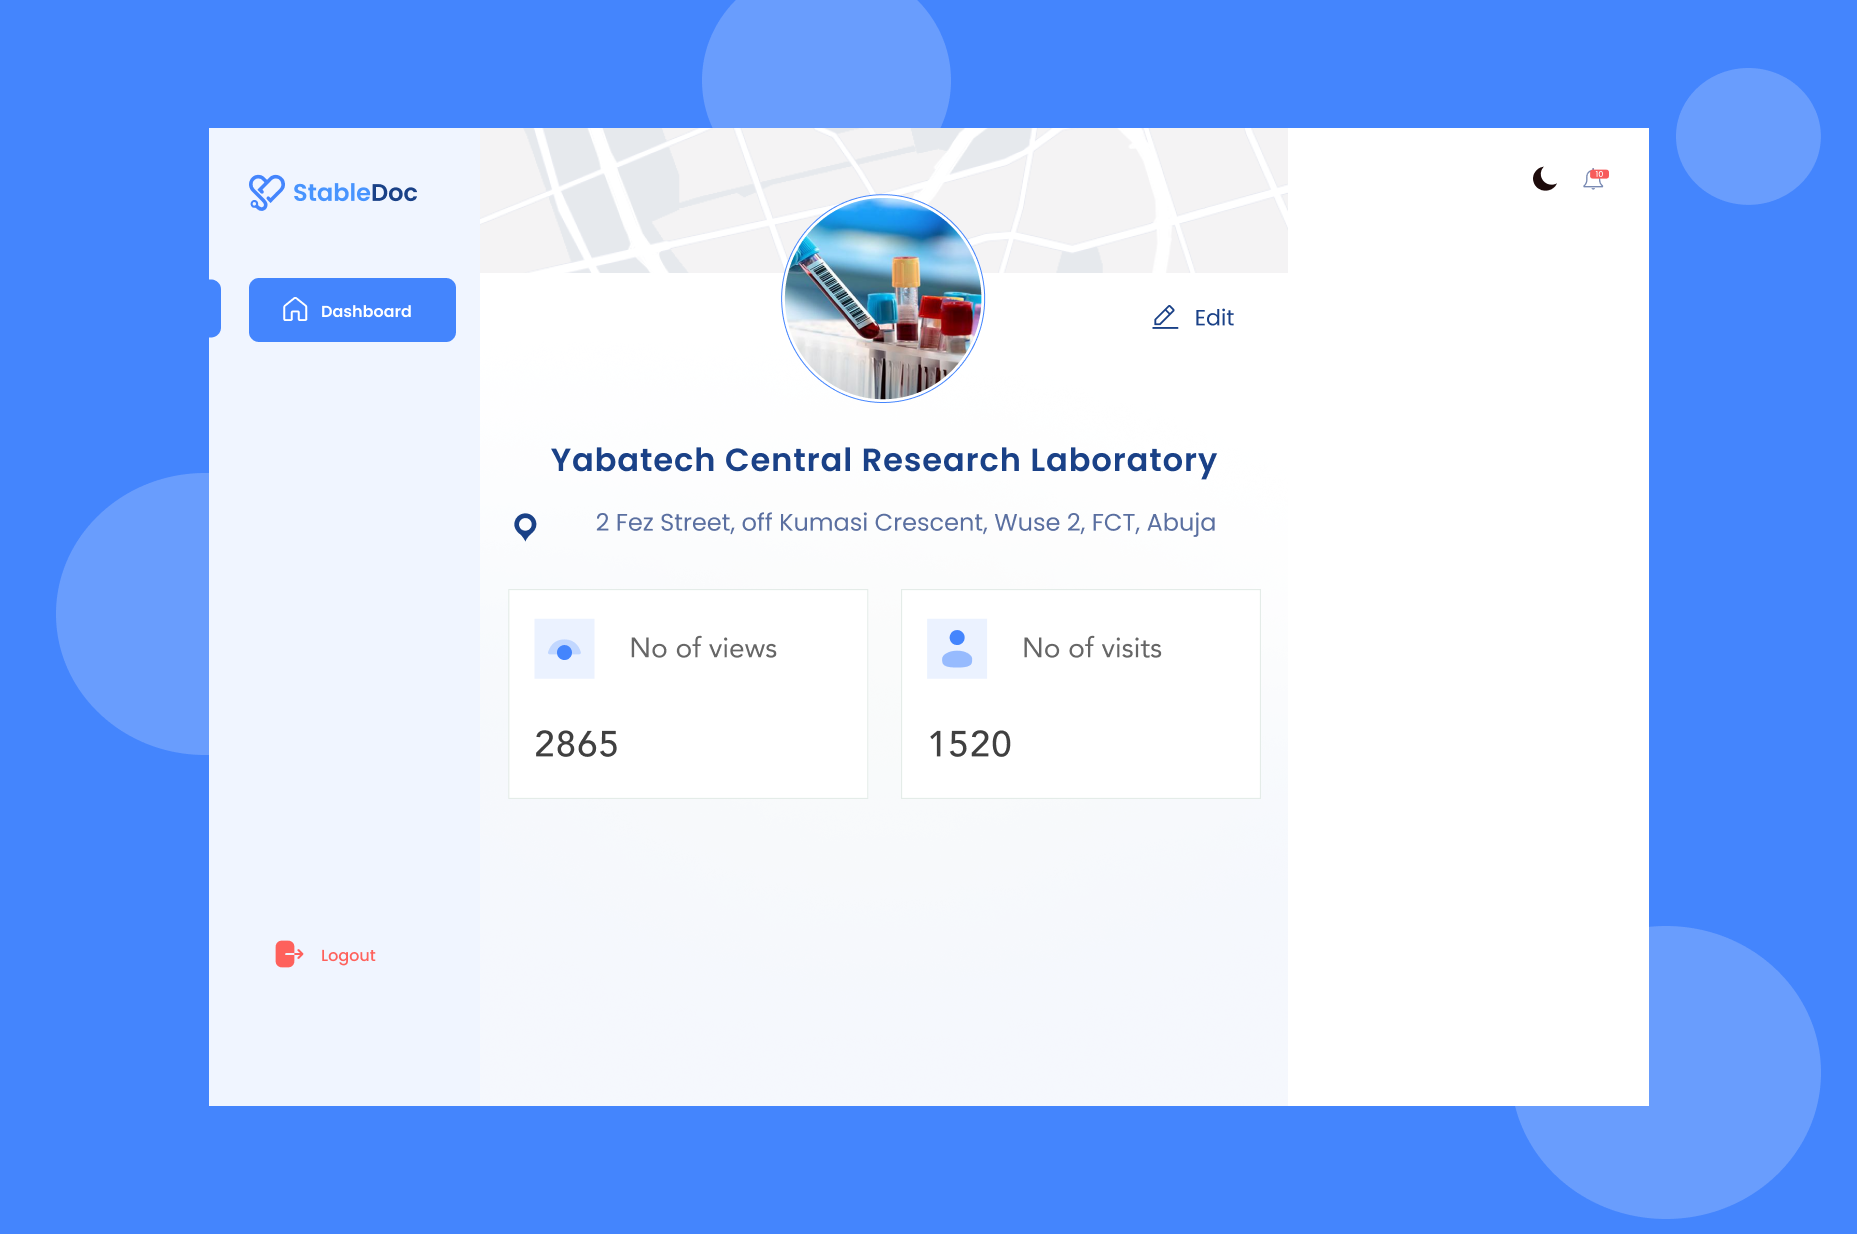 StableDoc
10
Dashboard
Edit
Yabatech Central Research Laboratory
2 Fez Street, off Kumasi Crescent, Wuse 2, FCT, Abuja
No of views
No of visits
2865
1520
Logout